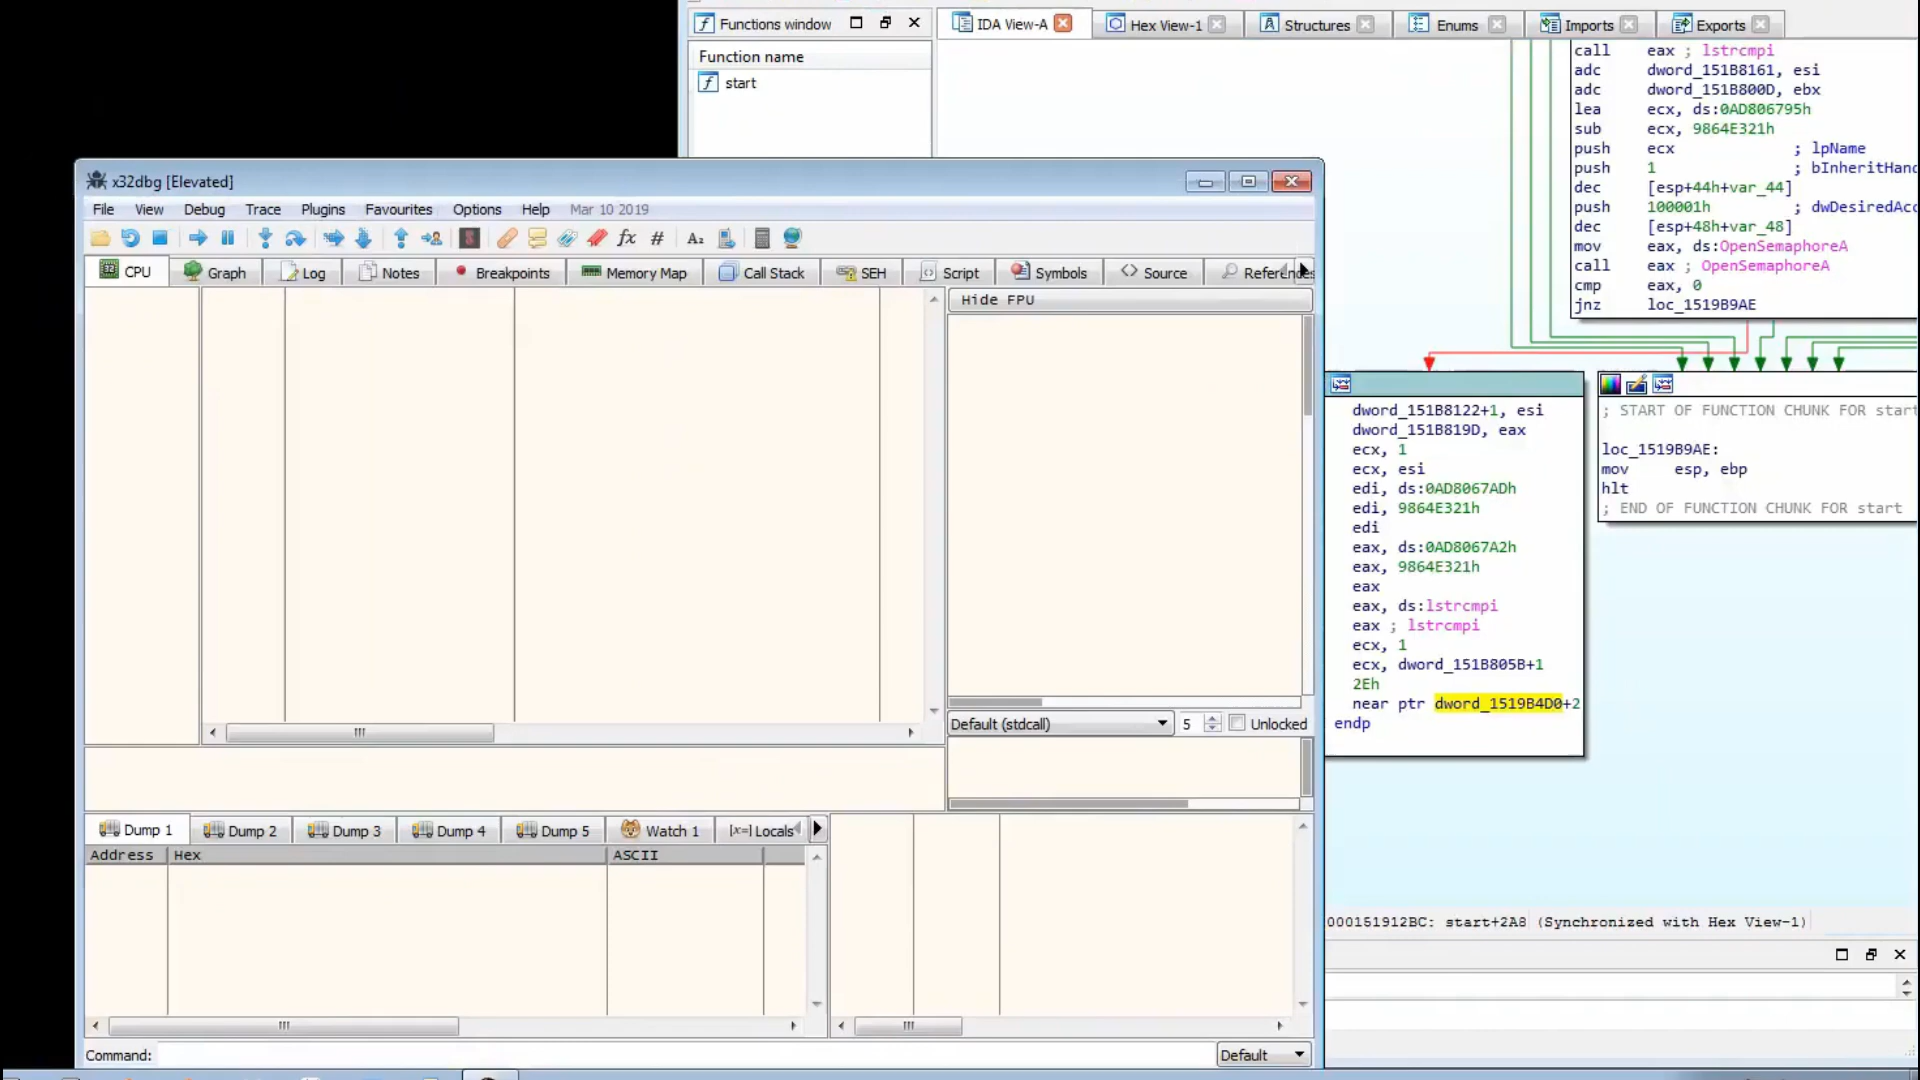 Functions window
IDA View-A
Hex View-1
Structures
Enums
Imports
Exports
Function name
start
call eax ; lstrcmpi
adc dword_151B8161, esi
adc dword_151B800D, ebx
lea ecx, ds:0AD806795h
sub ecx, 9864E321h
push ecx ; lpName
push 1 ; bInheritHand
dec [esp+44h+var_44]
push 100001h ; dwDesiredAcc
dec [esp+48h+var_48]
mov eax, ds:OpenSemaphoreA
call eax ; OpenSemaphoreA
cmp eax, 0
jnz loc_1519B9AE
x32dbg [Elevated]
File View Debug Trace Plugins Favourites Options Help Mar 10 2019
CPU Graph Log Notes Breakpoints Memory Map Call Stack SEH Script Symbols Source References
Hide FPU
Default (stdcall) 5 Unlocked
dword_151B8122+1, esi
dword_151B819D, eax
ecx, 1
ecx, esi
edi, ds:0AD8067ADh
edi, 9864E321h
edi
eax, ds:0AD8067A2h
eax, 9864E321h
eax
eax, ds:lstrcmpi
eax ; lstrcmpi
ecx, 1
ecx, dword_151B805B+1
2Eh
near ptr dword_1519B4D0+2
endp
; START OF FUNCTION CHUNK FOR start
loc_1519B9AE:
mov esp, ebp
hlt
; END OF FUNCTION CHUNK FOR start
Dump 1 Dump 2 Dump 3 Dump 4 Dump 5 Watch 1 [x=] Locals
Address Hex ASCII
000151912BC: start+2A8 (Synchronized with Hex View-1)
Command:
Default